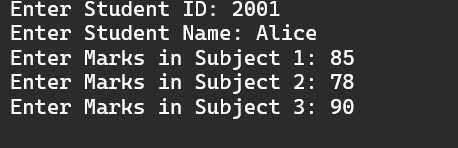 Enter Student ID: 2001
Enter Student Name: Alice
Enter Marks in Subject 1: 85
Enter Marks in Subject 2: 78
Enter Marks in Subject 3: 90